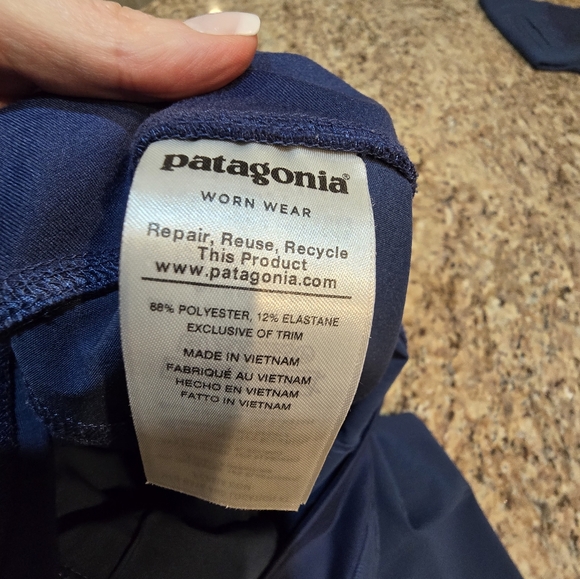 patagonia®
WORN WEAR
Repair, Reuse, Recycle
This Product
www.patagonia.com
88% POLYESTER, 12% ELASTANE
EXCLUSIVE OF TRIM
MADE IN VIETNAM
FABRIQUÉ AU VIETNAM
HECHO EN VIETNAM
FATTO IN VIETNAM